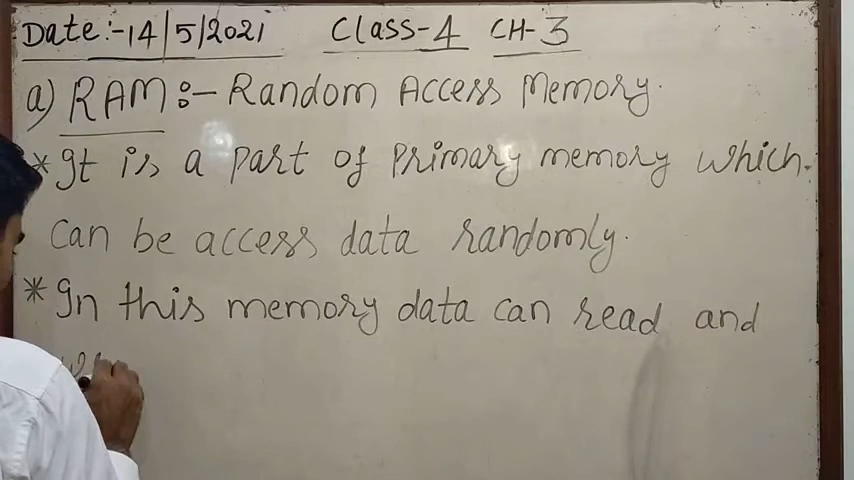 Date:-14/5/2021 Class-4 CH-3
a) RAM:- Random Access Memory.
* It is a part of Primary memory which.
can be access data randomly.
* In this memory data can read and